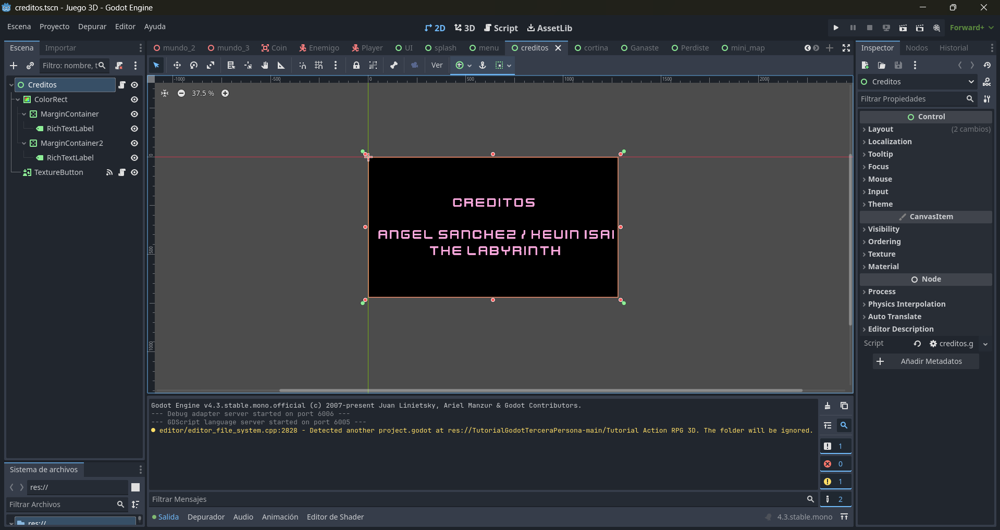 creditos.tscn - Juego 3D - Godot Engine
Escena Proyecto Depurar Editor Ayuda
2D 3D Script AssetLib
Forward+
Escena Importar
mundo_2 mundo_3 Coin Enemigo Player UI splash menu creditos cortina Ganaste Perdiste mini_map
Inspector Nodos Historial
Filtro: nombre, t
Ver
Creditos
ColorRect
MarginContainer
RichTextLabel
MarginContainer2
RichTextLabel
TextureButton
-1000 -500 0 500 1000 1500 2000
0
500
1000
37.5 %
CREDITOS
ANGEL SANCHEZ / KEVIN ISAI
THE LABYRINTH
Creditos
Filtrar Propiedades
Control
Layout (2 cambios)
Localization
Tooltip
Focus
Mouse
Input
Theme
CanvasItem
Visibility
Ordering
Texture
Material
Node
Process
Physics Interpolation
Auto Translate
Editor Description
Script creditos.g
Añadir Metadatos
Godot Engine v4.3.stable.mono.official (c) 2007-present Juan Linietsky, Ariel Manzur & Godot Contributors.
--- Debug adapter server started on port 6006 ---
--- GDScript language server started on port 6005 ---
editor/editor_file_system.cpp:2828 - Detected another project.godot at res://TutorialGodotTerceraPersona-main/Tutorial Action RPG 3D. The folder will be ignored.
1
0
1
2
Filtrar Mensajes
Salida Depurador Audio Animación Editor de Shader
4.3.stable.mono
Sistema de archivos
res://
Filtrar Archivos
res://